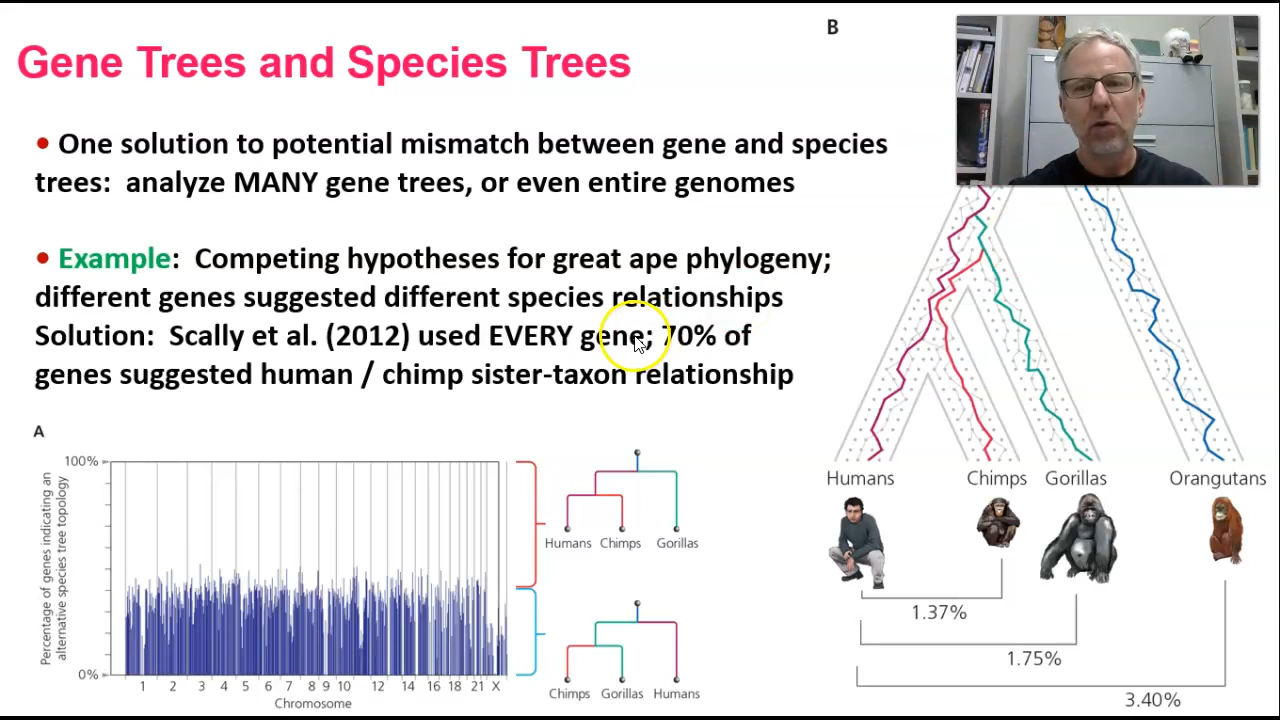 Gene Trees and Species Trees
• One solution to potential mismatch between gene and species
trees: analyze MANY gene trees, or even entire genomes
• Example: Competing hypotheses for great ape phylogeny;
different genes suggested different species relationships
Solution: Scally et al. (2012) used EVERY gene; 70% of
genes suggested human / chimp sister-taxon relationship
A
Percentage of genes indicating an
alternative species tree topology
100%
0%
1 2 3 4 5 6 7 8 9 10 12 14 16 18 21 X
Chromosome
Humans Chimps Gorillas
Chimps Gorillas Humans
B
Humans Chimps Gorillas Orangutans
1.37%
1.75%
3.40%